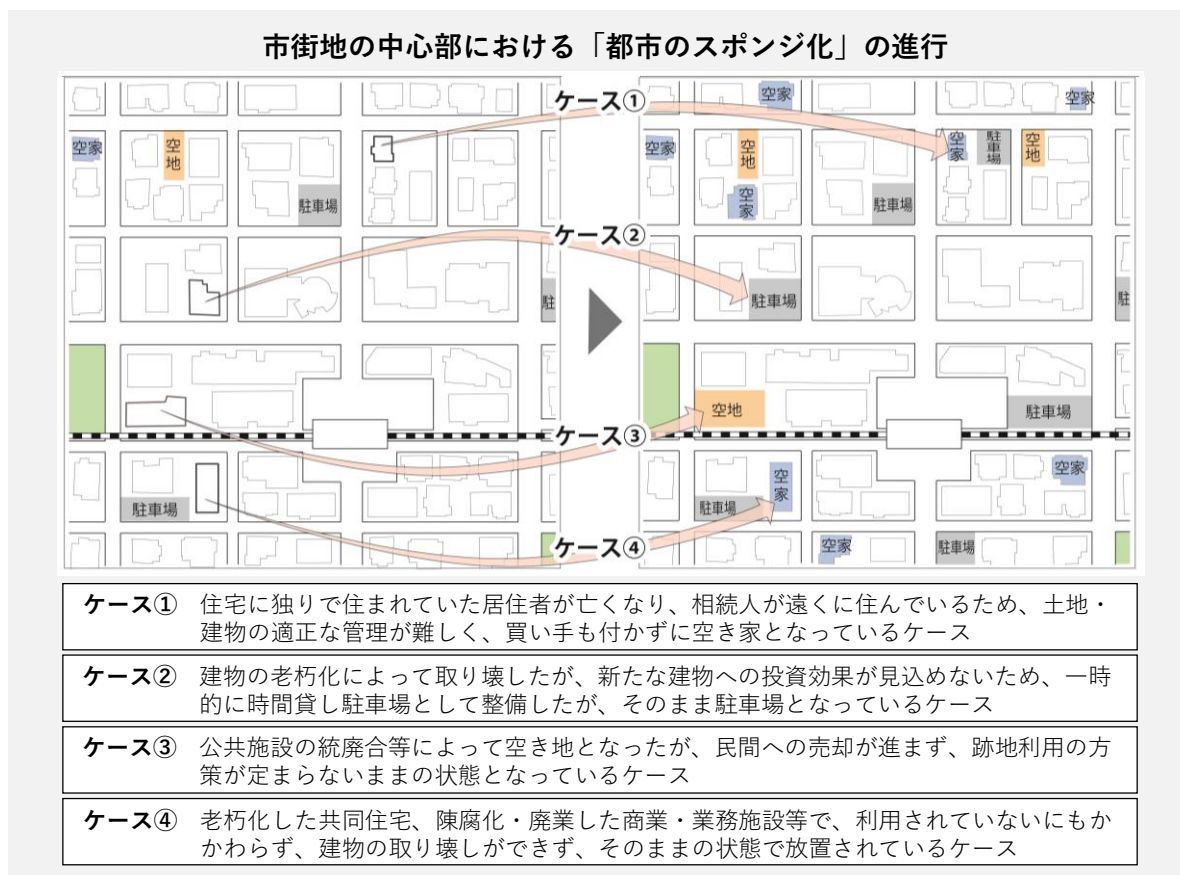 市街地の中心部における「都市のスポンジ化」の進行
ケース①
空家
空家
空家
空地
駐車場
空家
空地
空家
駐車場
空家
駐車場
空地
ケース②
駐
駐車場
駐
空地
駐車場
ケース③
駐車場
駐車場
空家
空家
ケース④
空家
駐車場
ケース① 住宅に独りで住まれていた居住者が亡くなり、相続人が遠くに住んでいるため、土地・
建物の適正な管理が難しく、買い手も付かずに空き家となっているケース
ケース② 建物の老朽化によって取り壊したが、新たな建物への投資効果が見込めないため、一時
的に時間貸し駐車場として整備したが、そのまま駐車場となっているケース
ケース③ 公共施設の統廃合等によって空き地となったが、民間への売却が進まず、跡地利用の方
策が定まらないままの状態となっているケース
ケース④ 老朽化した共同住宅、陳腐化・廃業した商業・業務施設等で、利用されていないにもか
かわらず、建物の取り壊しができず、そのままの状態で放置されているケース